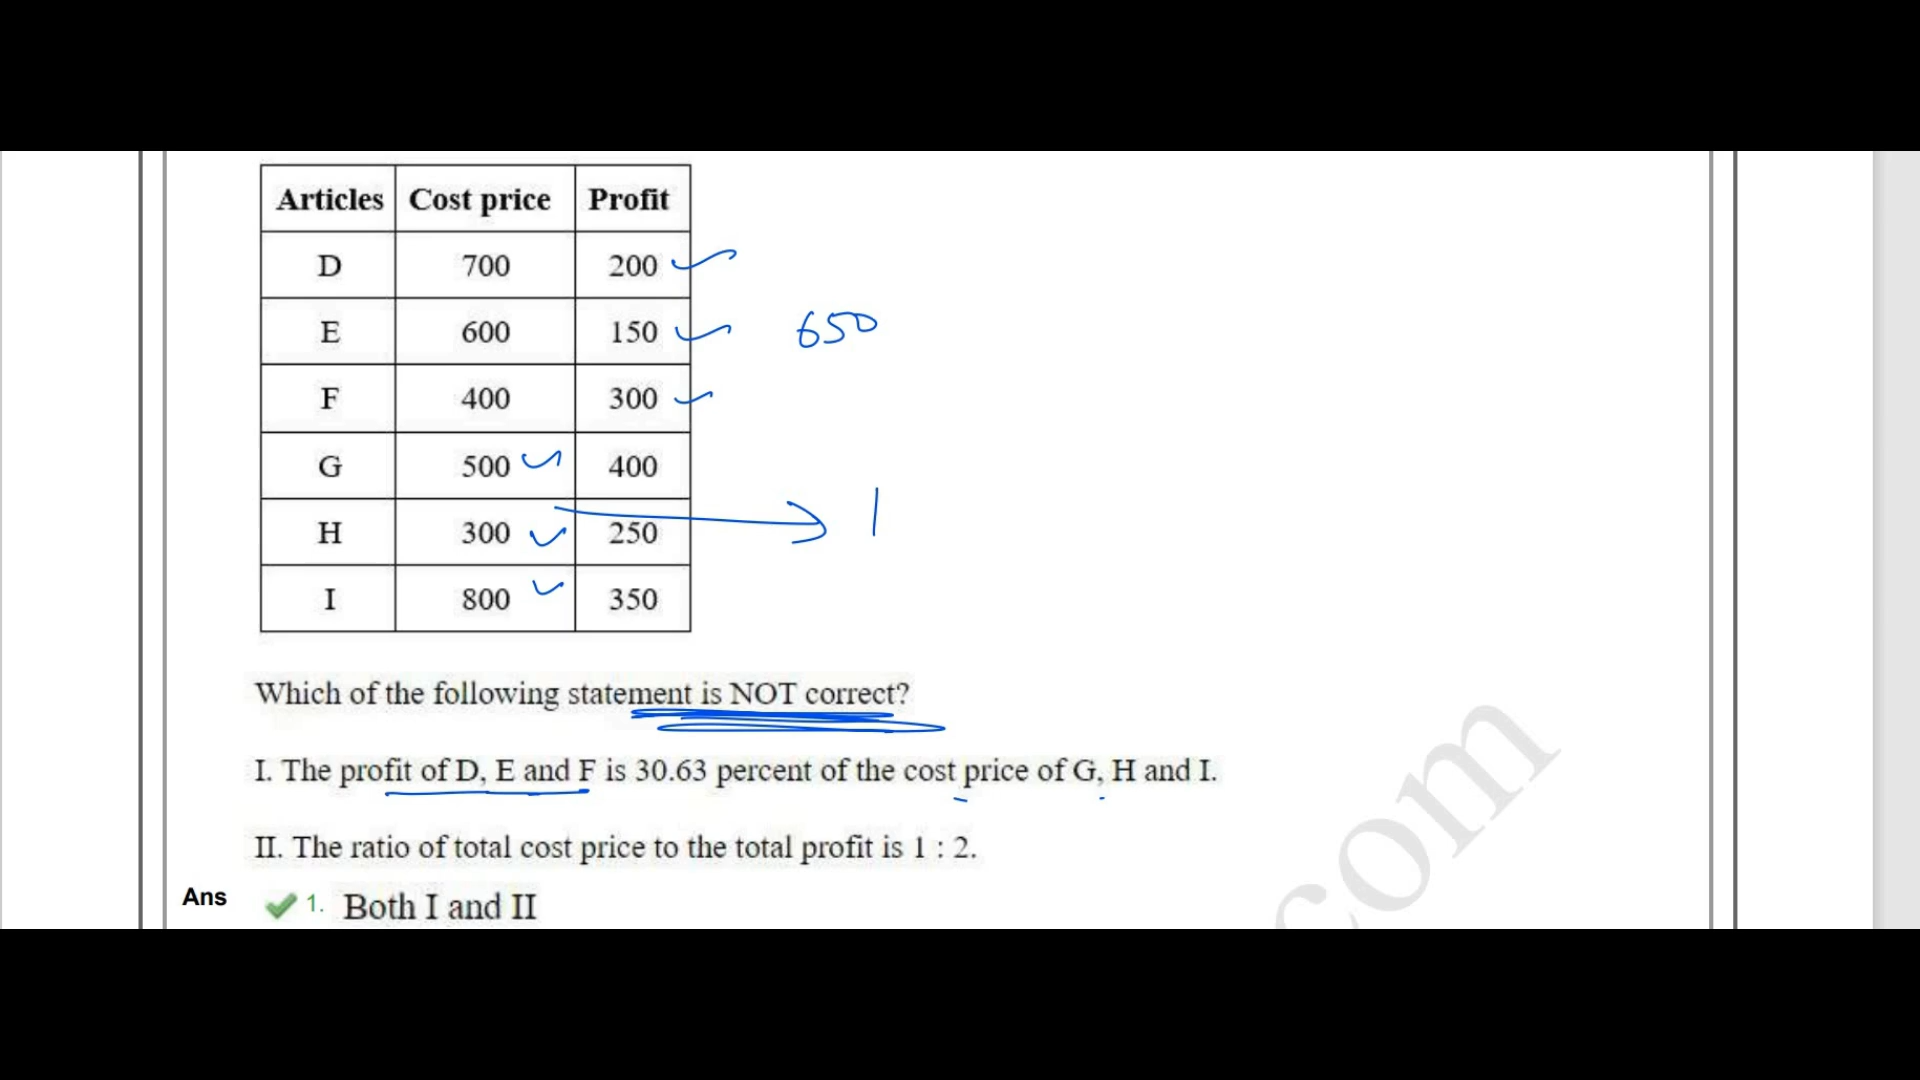 Articles Cost price Profit
D 700 200
E 600 150 650
F 400 300
G 500 400
H 300 250 1
I 800 350
Which of the following statement is NOT correct?
I. The profit of D, E and F is 30.63 percent of the cost price of G, H and I.
II. The ratio of total cost price to the total profit is 1 : 2.
Ans 1. Both I and II
com